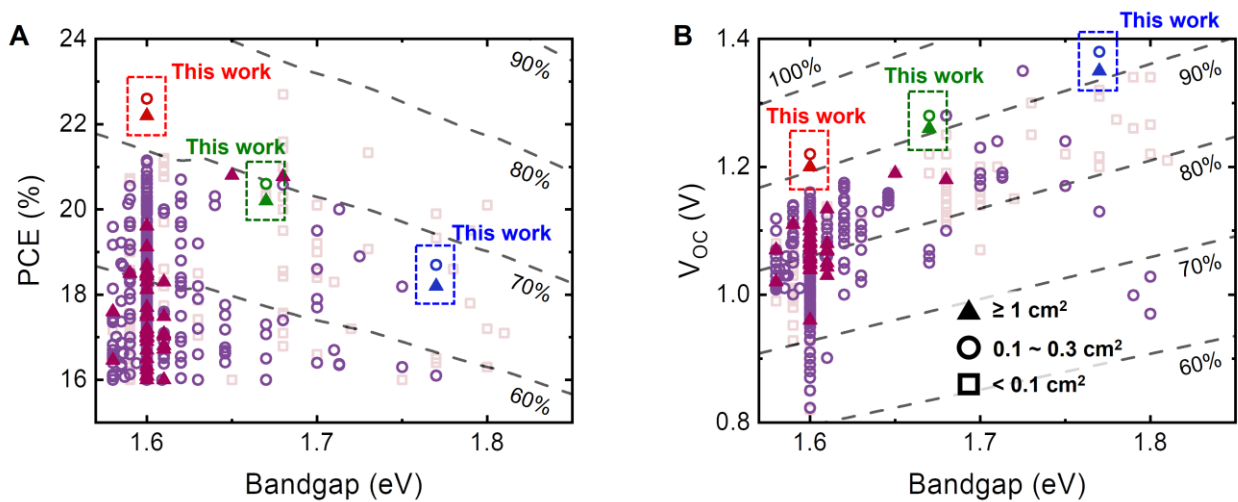 A
PCE (%)
24
22
20
18
16
1.6
1.7
1.8
Bandgap (eV)
This work
This work
This work
90%
80%
70%
60%
B
V_OC (V)
1.4
1.2
1.0
0.8
1.6
1.7
1.8
Bandgap (eV)
This work
This work
This work
100%
90%
80%
70%
60%
≥ 1 cm²
0.1 ~ 0.3 cm²
< 0.1 cm²